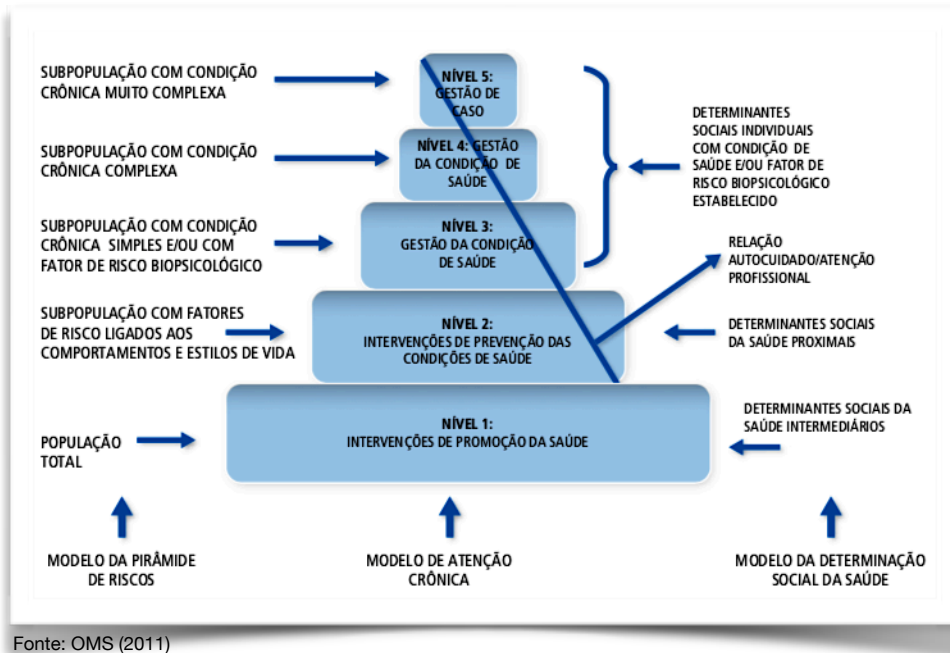 SUBPOPULAÇÃO COM CONDIÇÃO
CRÔNICA MUITO COMPLEXA
SUBPOPULAÇÃO COM CONDIÇÃO
CRÔNICA COMPLEXA
SUBPOPULAÇÃO COM CONDIÇÃO
CRÔNICA SIMPLES E/OU COM
FATOR DE RISCO BIOPSICOLÓGICO
SUBPOPULAÇÃO COM FATORES
DE RISCO LIGADOS AOS
COMPORTAMENTOS E ESTILOS DE VIDA
POPULAÇÃO
TOTAL
MODELO DA PIRÂMIDE
DE RISCOS
NÍVEL 5:
GESTÃO DE
CASO
NÍVEL 4: GESTÃO
DA CONDIÇÃO DE
SAÚDE
NÍVEL 3:
GESTÃO DA CONDIÇÃO
DE SAÚDE
NÍVEL 2:
INTERVENÇÕES DE PREVENÇÃO DAS
CONDIÇÕES DE SAÚDE
NÍVEL 1:
INTERVENÇÕES DE PROMOÇÃO DA SAÚDE
MODELO DE ATENÇÃO
CRÔNICA
DETERMINANTES
SOCIAIS INDIVIDUAIS
COM CONDIÇÃO DE
SAÚDE E/OU FATOR DE
RISCO BIOPSICOLÓGICO
ESTABELECIDO
RELAÇÃO
AUTOCUIDADO/ATENÇÃO
PROFISSIONAL
DETERMINANTES SOCIAIS
DA SAÚDE PROXIMAIS
DETERMINANTES SOCIAIS DA
SAÚDE INTERMEDIÁRIOS
MODELO DA DETERMINAÇÃO
SOCIAL DA SAÚDE
Fonte: OMS (2011)